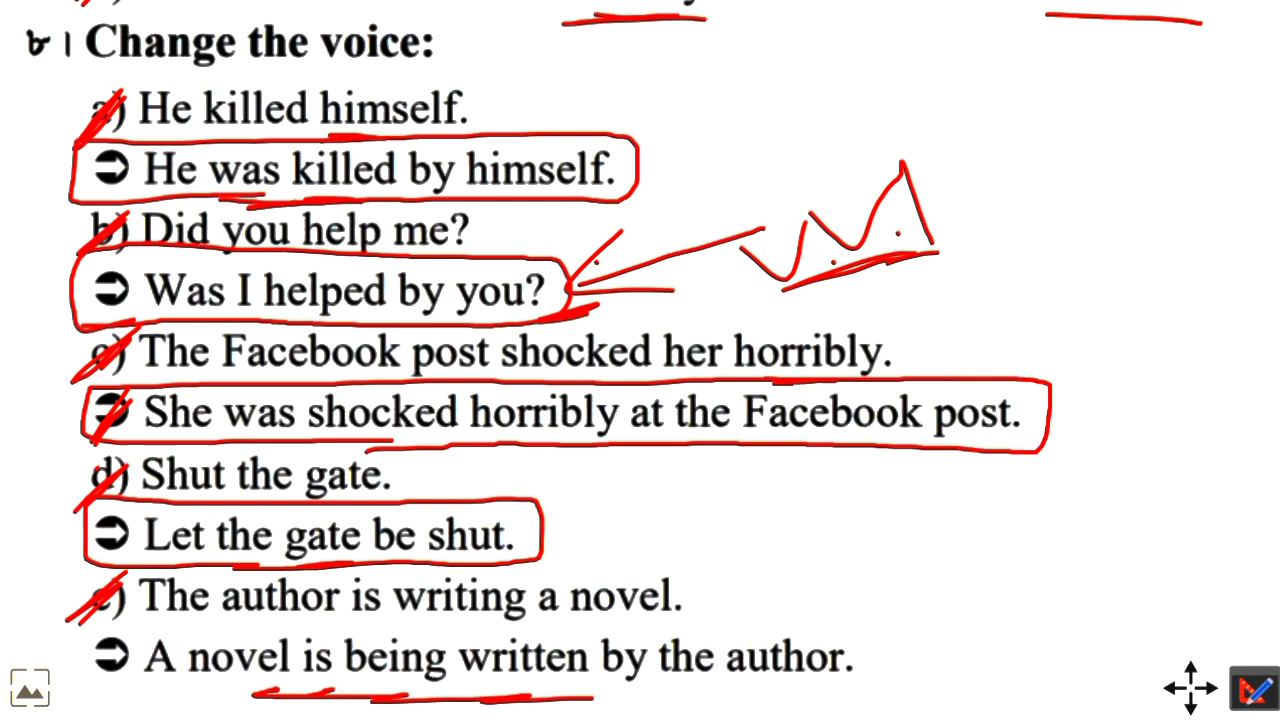 ৮। Change the voice:
a) He killed himself.
➲ He was killed by himself.
b) Did you help me?
➲ Was I helped by you?
c) The Facebook post shocked her horribly.
➲ She was shocked horribly at the Facebook post.
d) Shut the gate.
➲ Let the gate be shut.
e) The author is writing a novel.
➲ A novel is being written by the author.